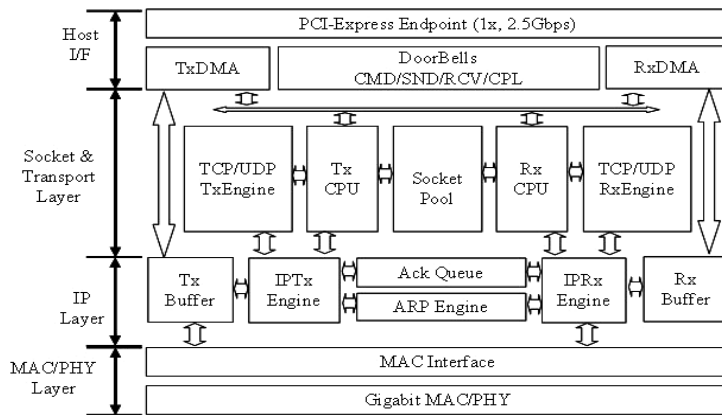 Host
I/F
PCI-Express Endpoint (1x, 2.5Gbps)
TxDMA
DoorBells
CMD/SND/RCV/CPL
RxDMA
Socket &
Transport
Layer
TCP/UDP
TxEngine
Tx
CPU
Socket
Pool
Rx
CPU
TCP/UDP
RxEngine
IP
Layer
Tx
Buffer
IPTx
Engine
Ack Queue
ARP Engine
IPRx
Engine
Rx
Buffer
MAC/PHY
Layer
MAC Interface
Gigabit MAC/PHY